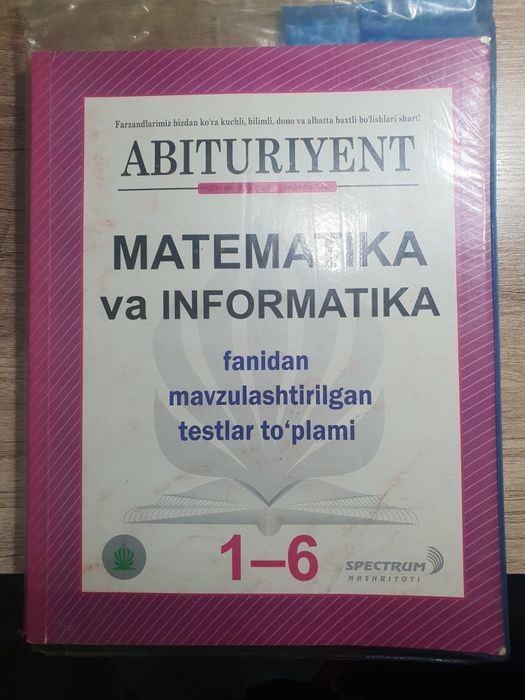 Farzandlarimiz bizdan ko'ra kuchli, bilimli, dono va albatta baxtli bo'lishlari shart!
ABITURIYENT
MATEMATIKA
va INFORMATIKA
fanidan
mavzulashtirilgan
testlar to'plami
1–6
SPECTRUM
NASHRIYOTI